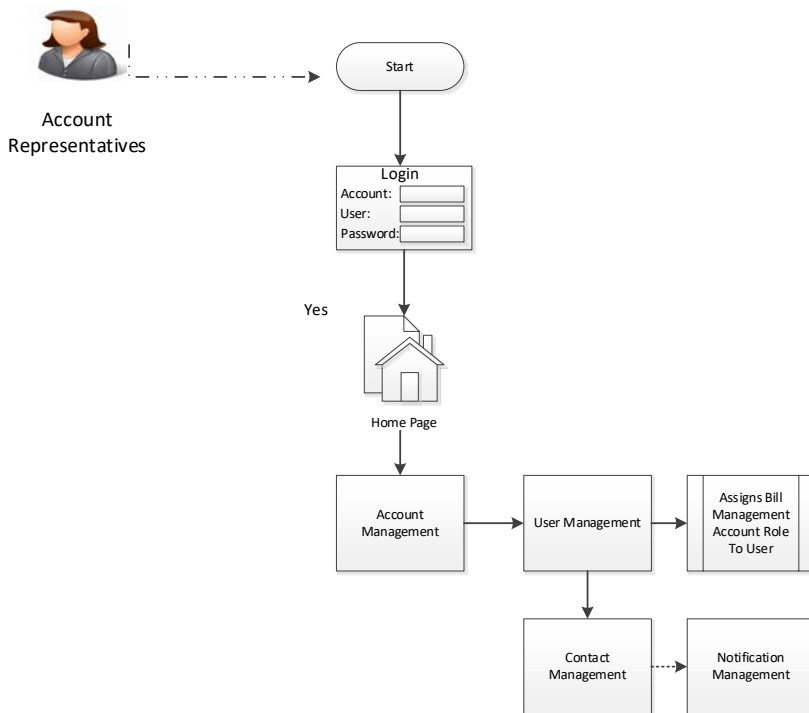 Start
Account
Representatives
Login
Account:
User:
Password:
Yes
Home Page
Account
Management
User Management
Assigns Bill
Management
Account Role
To User
Contact
Management
Notification
Management